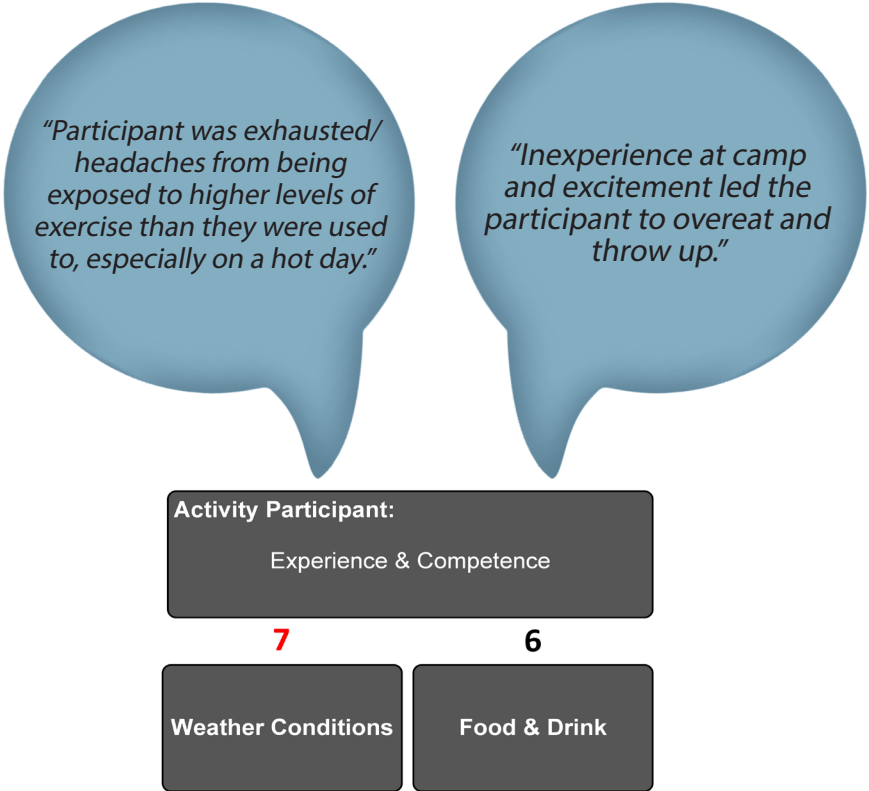 “Participant was exhausted/
headaches from being
exposed to higher levels of
exercise than they were used
to, especially on a hot day.”
“Inexperience at camp
and excitement led the
participant to overeat and
throw up.”
Activity Participant:
Experience & Competence
7
6
Weather Conditions
Food & Drink